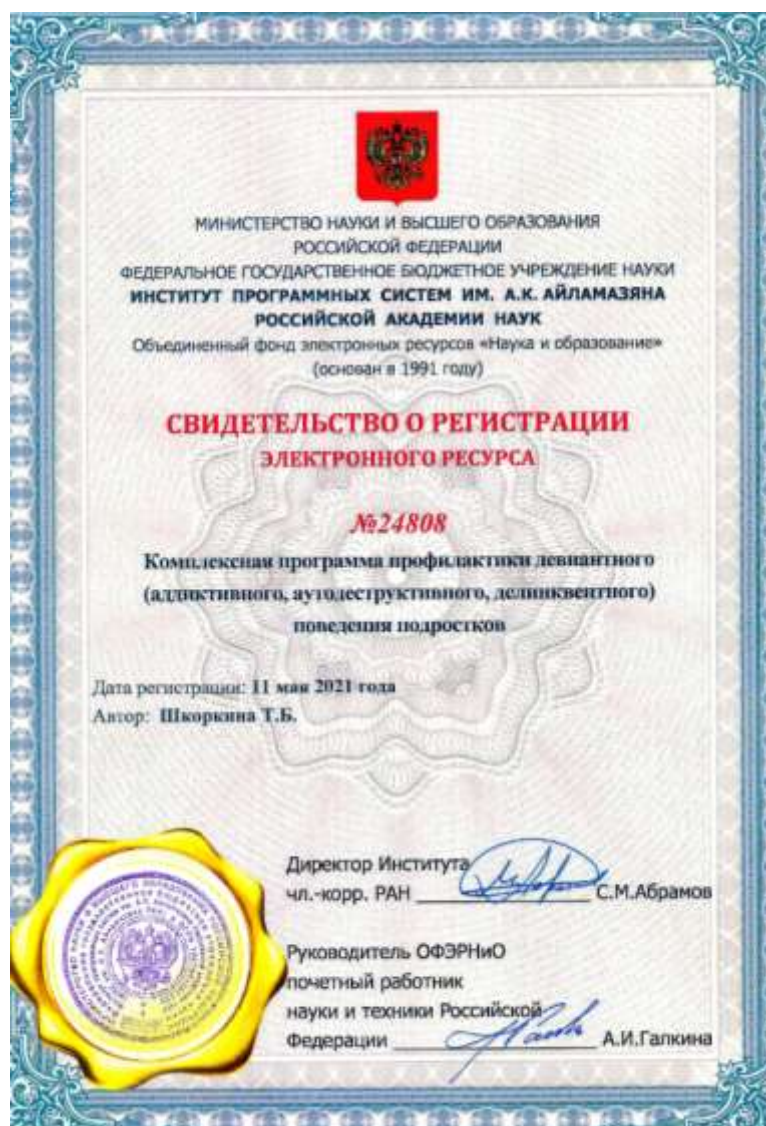 МИНИСТЕРСТВО НАУКИ И ВЫСШЕГО ОБРАЗОВАНИЯ
РОССИЙСКОЙ ФЕДЕРАЦИИ
ФЕДЕРАЛЬНОЕ ГОСУДАРСТВЕННОЕ БЮДЖЕТНОЕ УЧРЕЖДЕНИЕ НАУКИ
ИНСТИТУТ ПРОГРАММНЫХ СИСТЕМ ИМ. А.К. АЙЛАМАЗЯНА
РОССИЙСКОЙ АКАДЕМИИ НАУК
Объединенный фонд электронных ресурсов «Наука и образование»
(основан в 1991 году)
СВИДЕТЕЛЬСТВО О РЕГИСТРАЦИИ
ЭЛЕКТРОННОГО РЕСУРСА
№24808
Комплексная программа профилактики девиантного
(аддиктивного, аутодеструктивного, делинквентного)
поведения подростков
Дата регистрации: 11 мая 2021 года
Автор: Шкоркина Т.Б.
Директор Института
чл.-корр. РАН С.М.Абрамов
Руководитель ОФЭРНиО
почетный работник
науки и техники Российской
Федерации А.И.Галкина